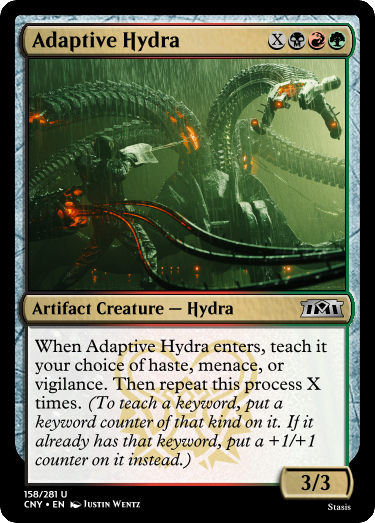 Adaptive Hydra X
Artifact Creature — Hydra
When Adaptive Hydra enters, teach it
your choice of haste, menace, or
vigilance. Then repeat this process X
times. (To teach a keyword, put a
keyword counter of that kind on it. If it
already has that keyword, put a +1/+1
counter on it instead.)
3/3
158/281 U
CNY • EN JUSTIN WENTZ
Stasis